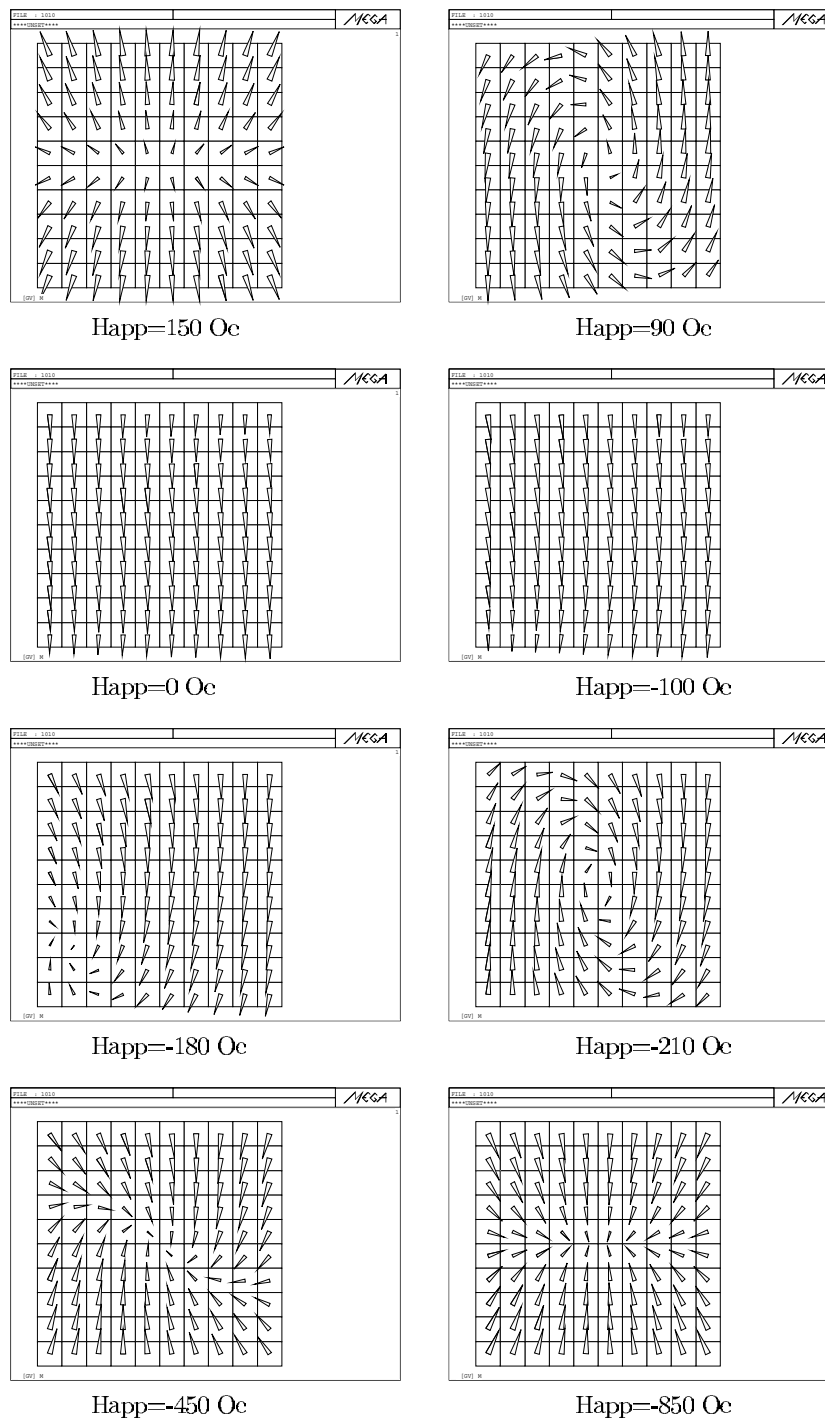 FILE : 1010
MEGA
****UNSET****
1
[GV] M
Happ=150 Oe
FILE : 1010
MEGA
****UNSET****
[GV] M
Happ=90 Oe
FILE : 1010
MEGA
****UNSET****
1
[GV] M
Happ=0 Oe
FILE : 1010
MEGA
****UNSET****
[GV] M
Happ=-100 Oe
FILE : 1010
MEGA
****UNSET****
1
[GV] M
Happ=-180 Oe
FILE : 1010
MEGA
****UNSET****
[GV] M
Happ=-210 Oe
FILE : 1010
MEGA
****UNSET****
1
[GV] M
Happ=-450 Oe
FILE : 1010
MEGA
****UNSET****
[GV] M
Happ=-850 Oe